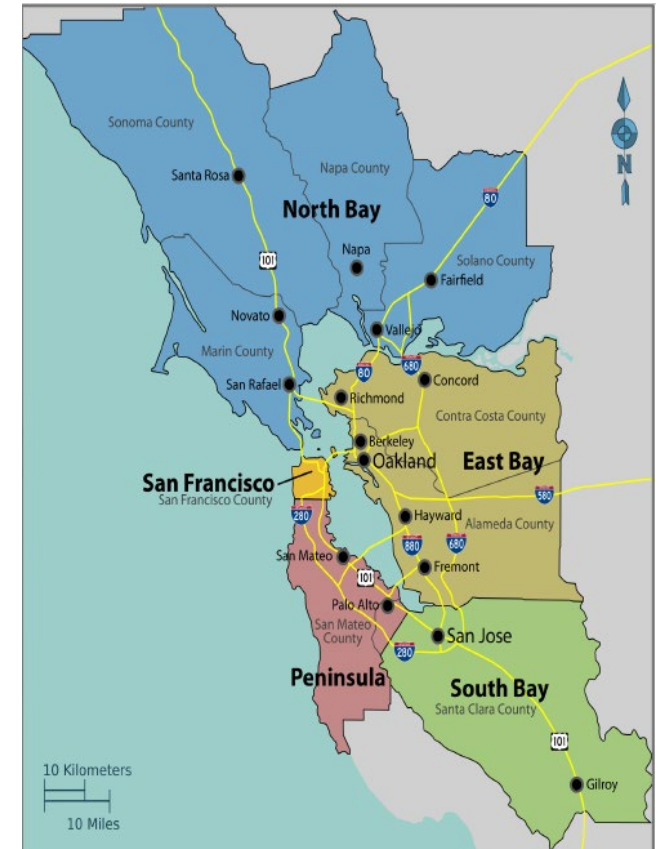 Sonoma County
Napa County
Santa Rosa
North Bay
80
N
Napa
Solano County
101
Fairfield
Novato
Vallejo
Marin County
680
80
San Rafael
Concord
Richmond
Contra Costa County
Berkeley
Oakland
East Bay
San Francisco
San Francisco County
580
280
Hayward
Alameda County
880
680
San Mateo
Fremont
101
Palo Alto
San Mateo
County
San Jose
280
Peninsula
South Bay
Santa Clara County
101
10 Kilometers
Gilroy
10 Miles